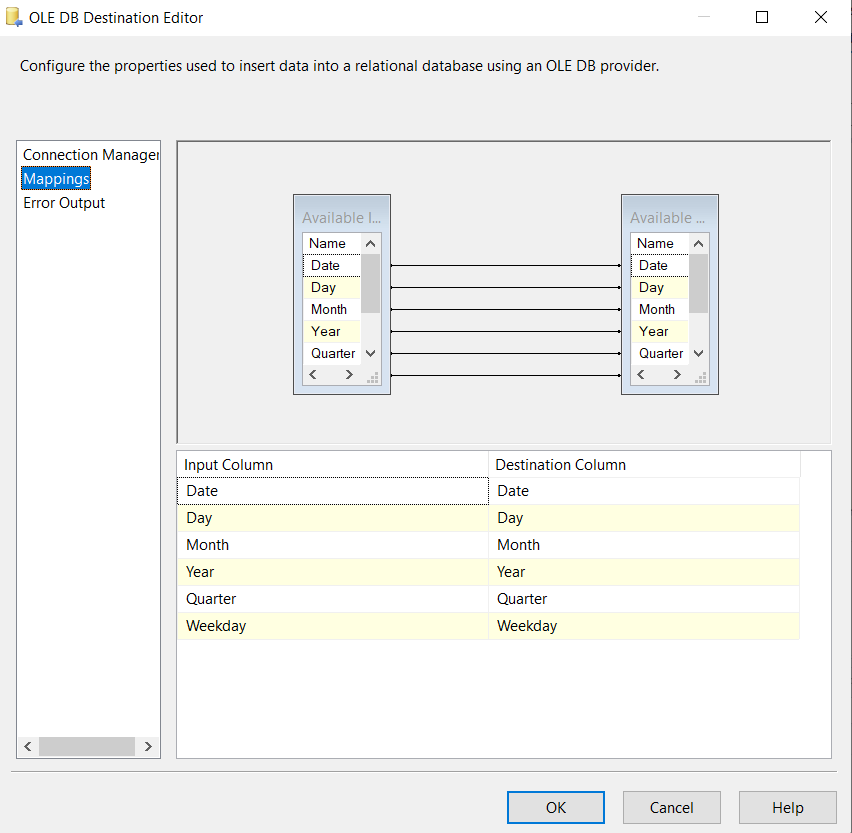 OLE DB Destination Editor
Configure the properties used to insert data into a relational database using an OLE DB provider.
Connection Manager
Mappings
Error Output
Available I...
Name
Date
Day
Month
Year
Quarter
Available ...
Name
Date
Day
Month
Year
Quarter
Input Column Destination Column
Date Date
Day Day
Month Month
Year Year
Quarter Quarter
Weekday Weekday
OK Cancel Help